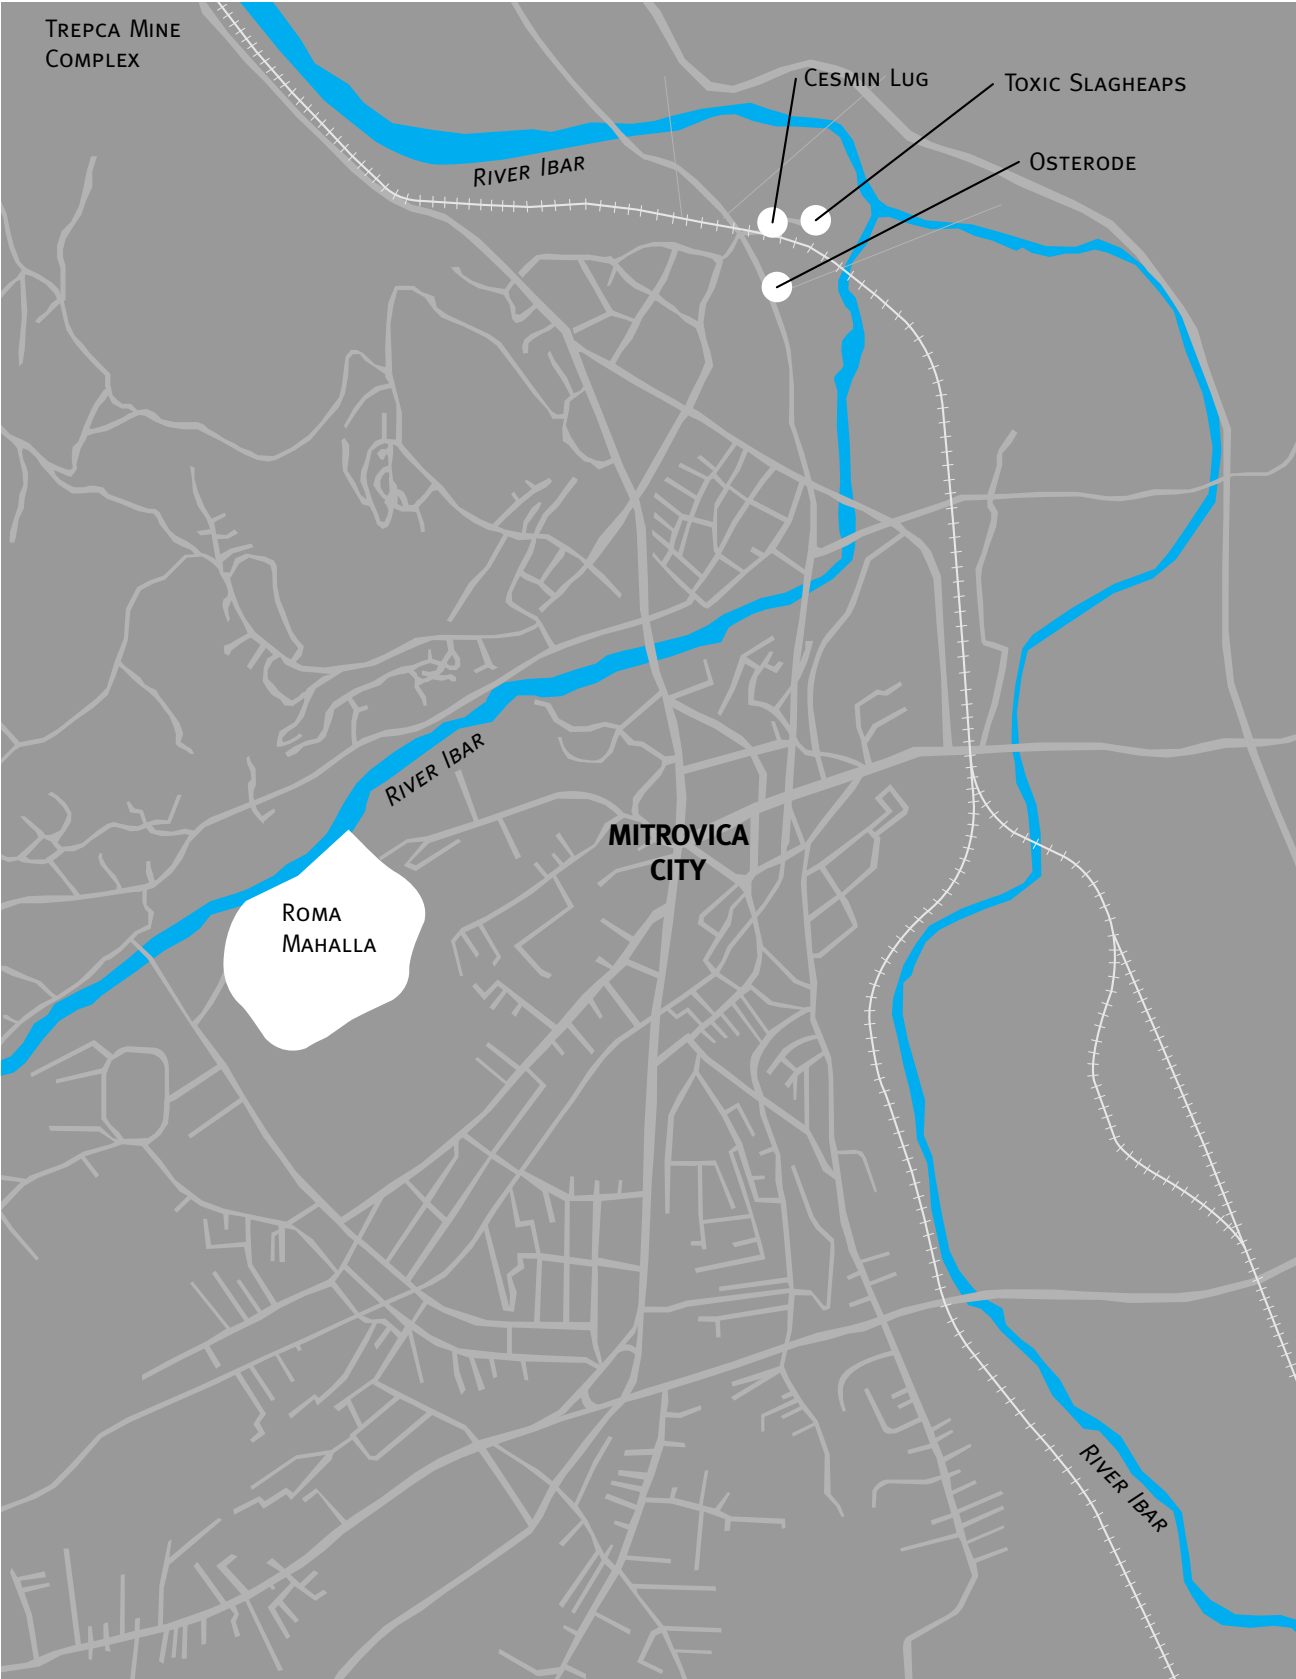 Trepca Mine
Complex
Cesmin Lug
Toxic Slagheaps
Osterode
River Ibar
River Ibar
MITROVICA
CITY
Roma
Mahalla
River Ibar